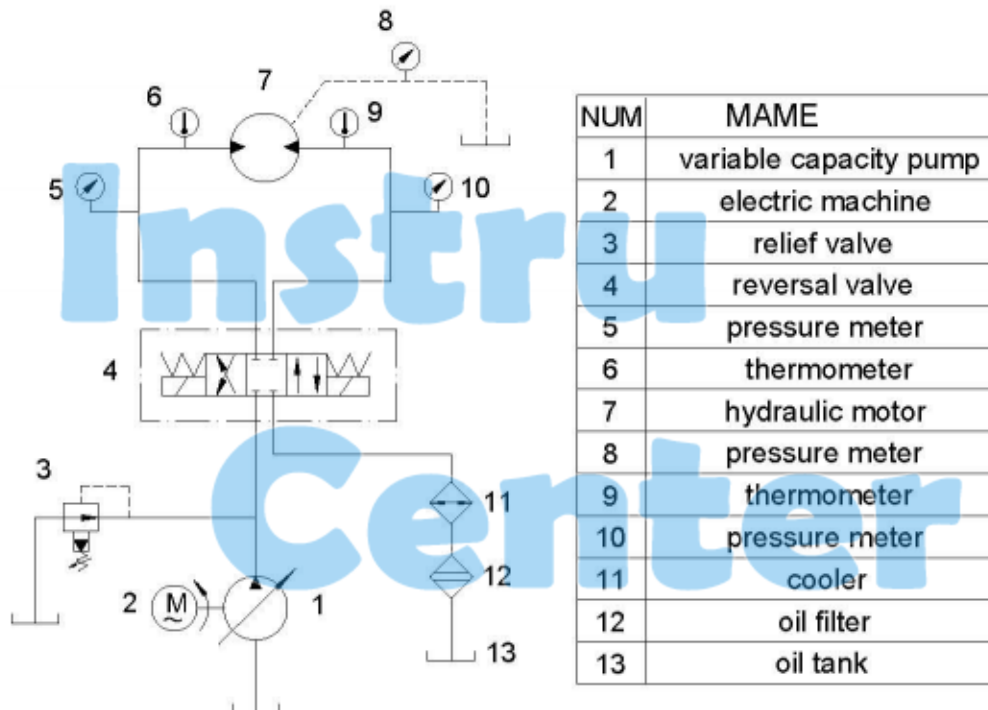 8
7
6
9
5
10
4
3
11
12
2
M
~
1
13
NUM MAME
1 variable capacity pump
2 electric machine
3 relief valve
4 reversal valve
5 pressure meter
6 thermometer
7 hydraulic motor
8 pressure meter
9 thermometer
10 pressure meter
11 cooler
12 oil filter
13 oil tank
Instru
Center